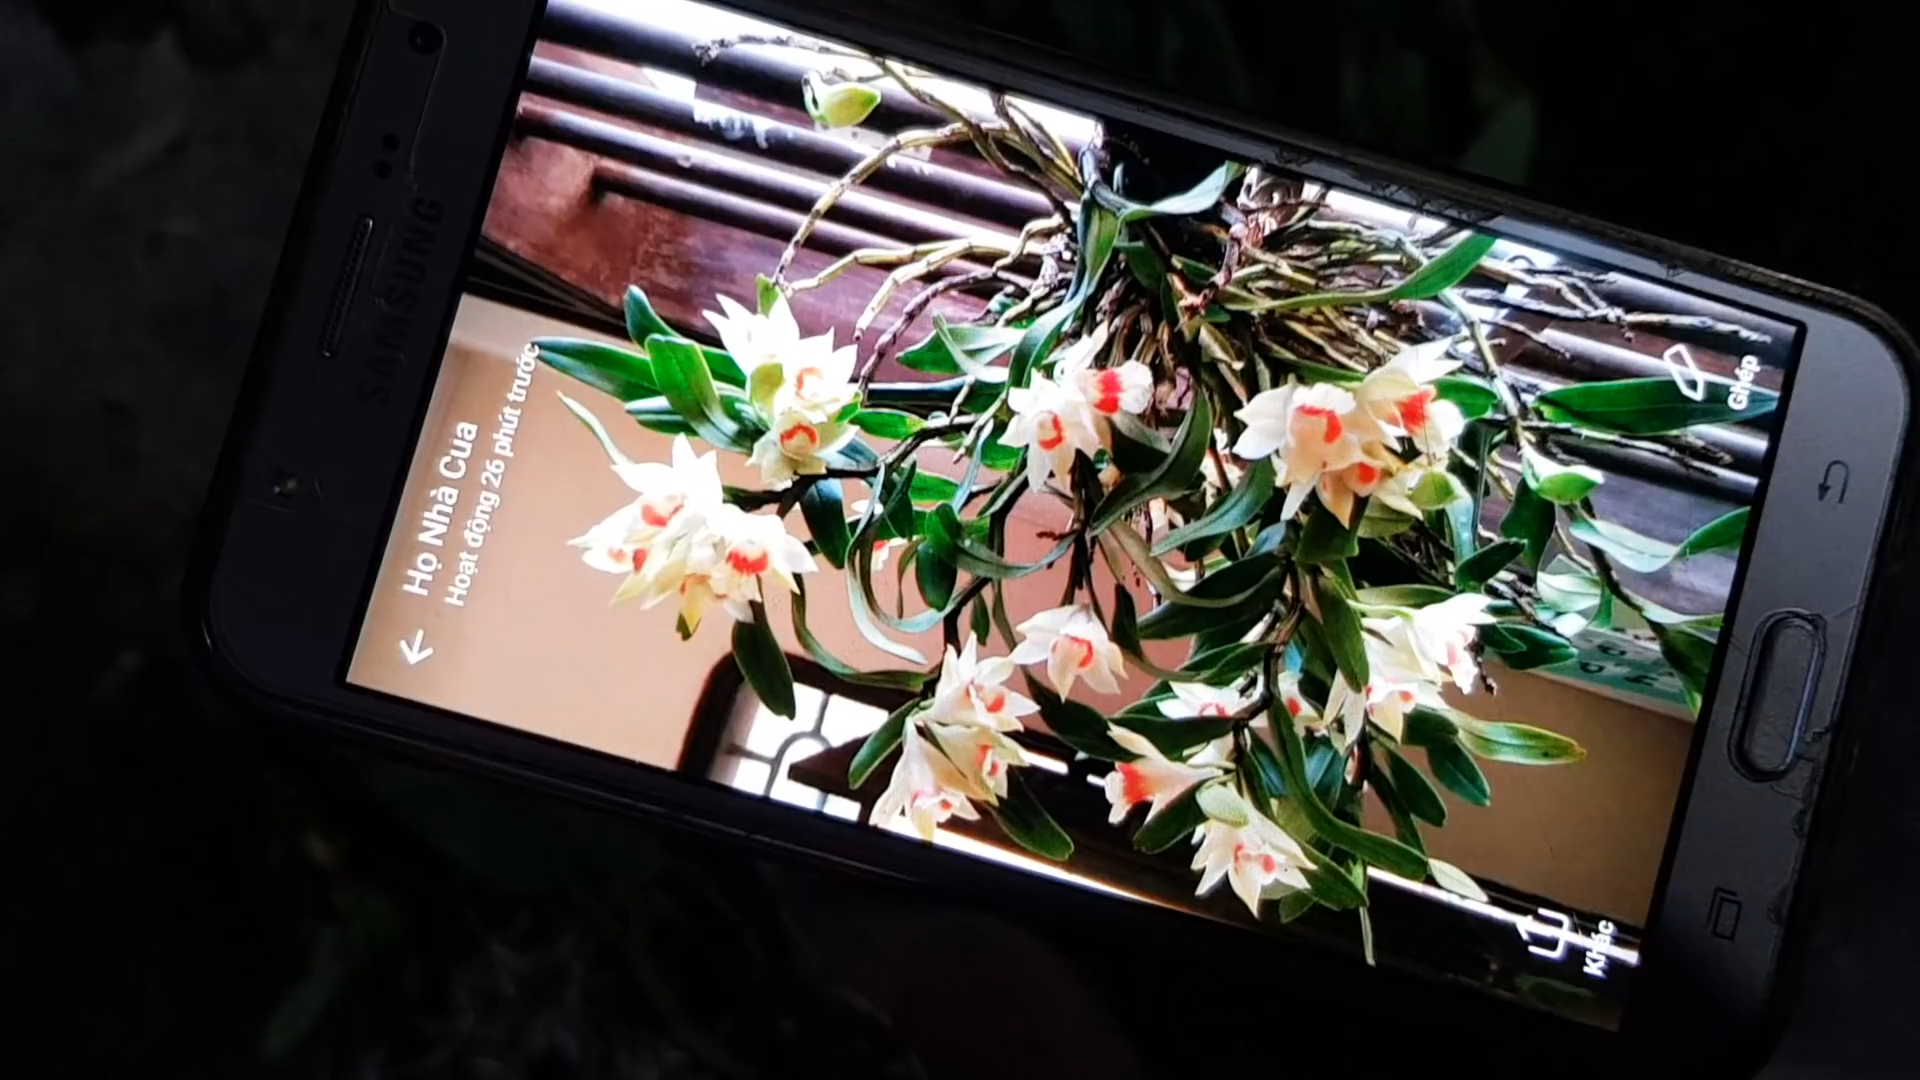 SAMSUNG
Họ Nhà Cua
Hoạt động 26 phút trước
Ghép
Khác